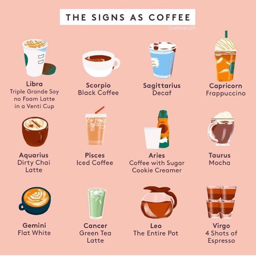 THE SIGNS AS COFFEE
Libra
Triple Grande Soy
no Foam Latte
in a Venti Cup
Scorpio
Black Coffee
Sagittarius
Decaf
Capricorn
Frappuccino
Aquarius
Dirty Chai
Latte
Pisces
Iced Coffee
Aries
Coffee with Sugar
Cookie Creamer
Taurus
Mocha
Gemini
Flat White
Cancer
Green Tea
Latte
Leo
The Entire Pot
Virgo
4 Shots of
Espresso